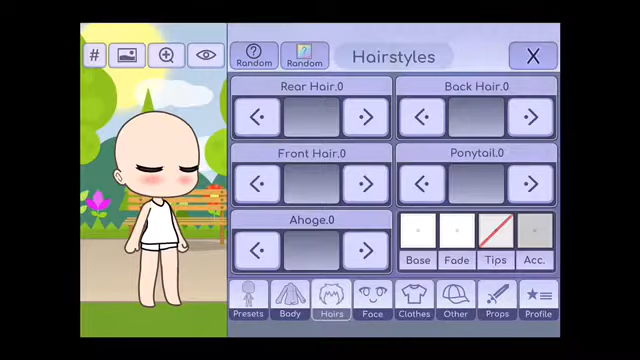 #
Random
Random
Hairstyles
X
Rear Hair.0
Back Hair.0
Front Hair.0
Ponytail.0
Ahoge.0
Base
Fade
Tips
Acc.
Presets
Body
Hairs
Face
Clothes
Other
Props
Profile